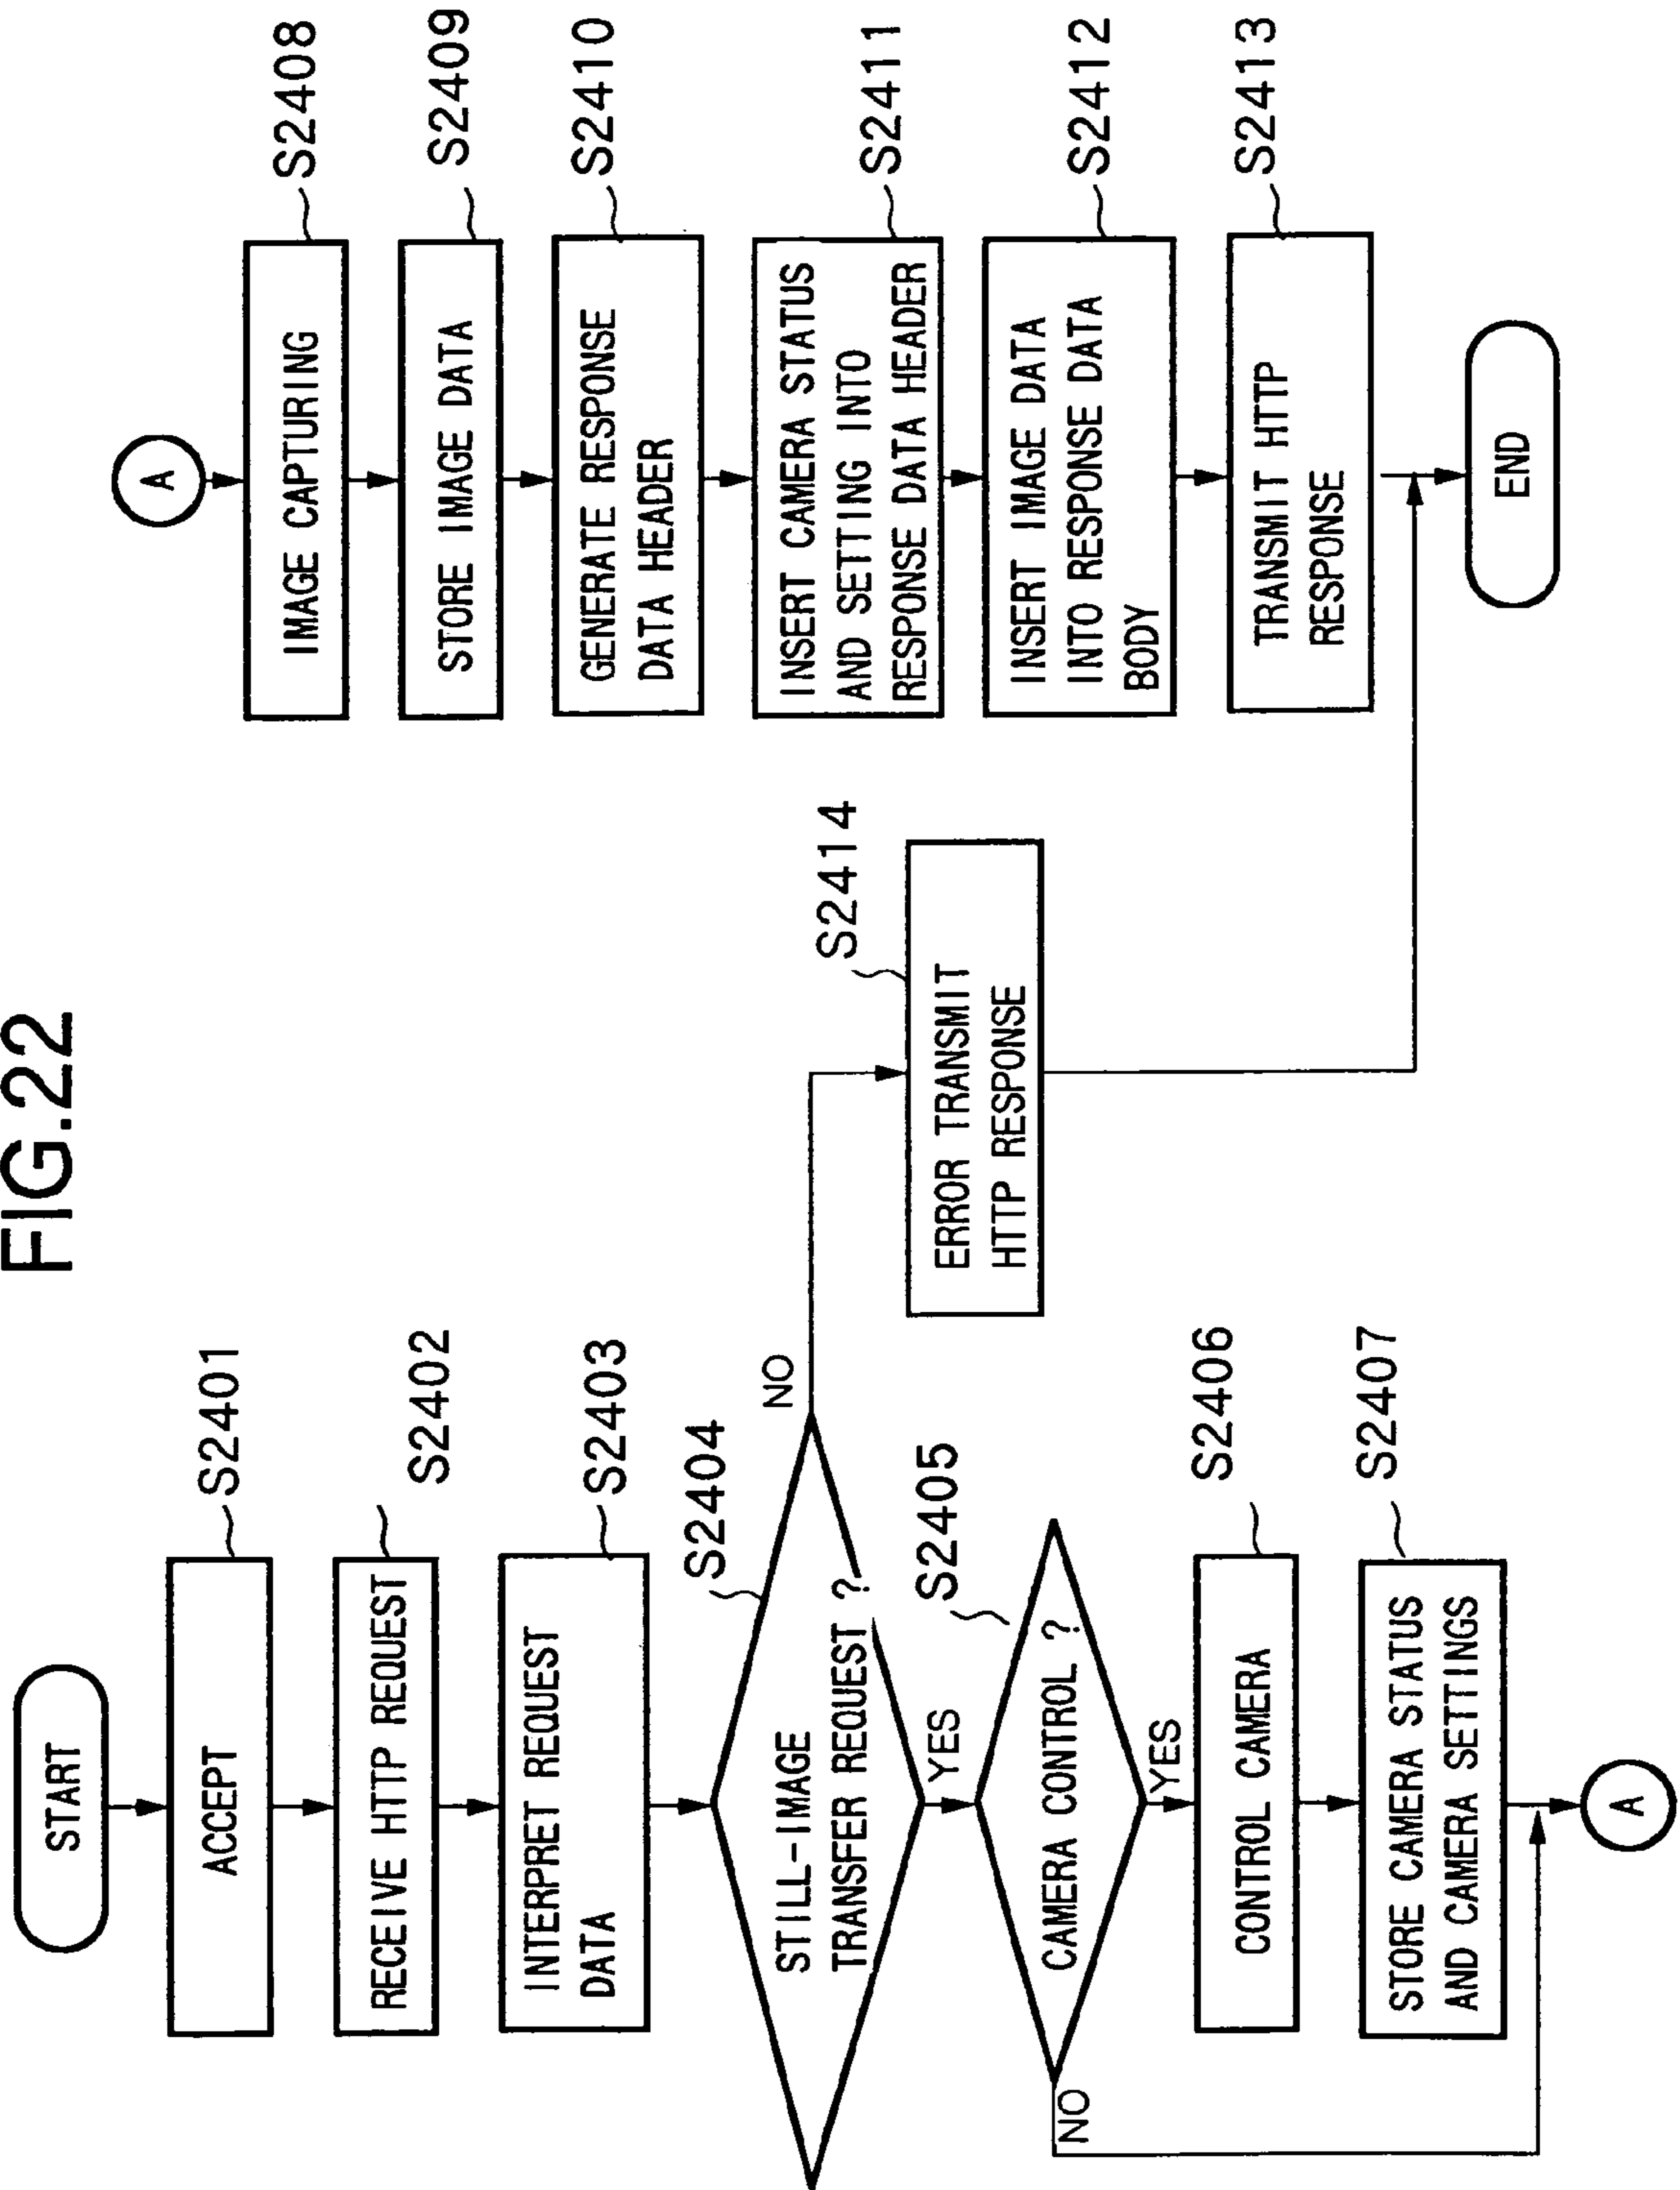 FIG.22
START
S2401
ACCEPT
S2402
RECEIVE HTTP REQUEST
S2403
INTERPRET REQUEST
DATA
S2404
STILL-IMAGE
TRANSFER REQUEST ?
NO
YES
S2405
CAMERA CONTROL ?
NO
YES
S2406
CONTROL CAMERA
S2407
STORE CAMERA STATUS
AND CAMERA SETTINGS
A
S2414
ERROR TRANSMIT
HTTP RESPONSE
A
S2408
IMAGE CAPTURING
S2409
STORE IMAGE DATA
S2410
GENERATE RESPONSE
DATA HEADER
S2411
INSERT CAMERA STATUS
AND SETTING INTO
RESPONSE DATA HEADER
S2412
INSERT IMAGE DATA
INTO RESPONSE DATA
BODY
S2413
TRANSMIT HTTP
RESPONSE
END